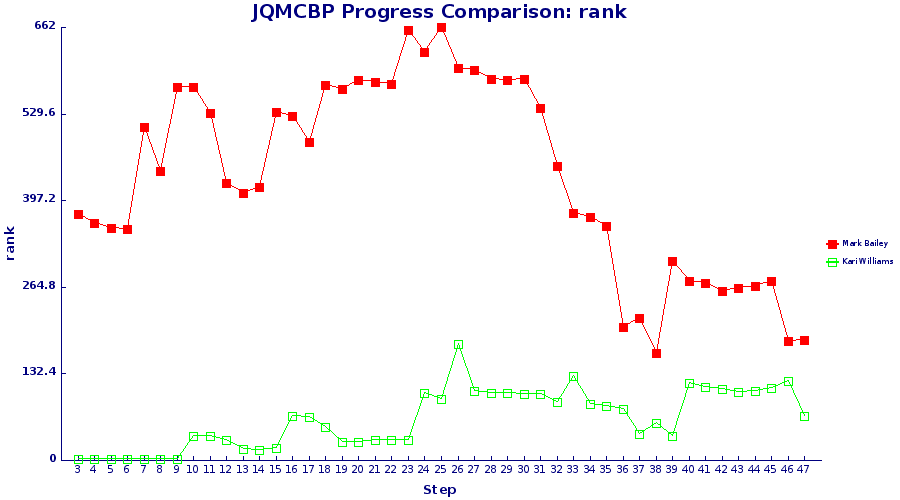 JQMCBP Progress Comparison: rank
662
529.6
397.2
264.8
132.4
0
rank
3 4 5 6 7 8 9 10 11 12 13 14 15 16 17 18 19 20 21 22 23 24 25 26 27 28 29 30 31 32 33 34 35 36 37 38 39 40 41 42 43 44 45 46 47
Step
Mark Bailey
Kari Williams